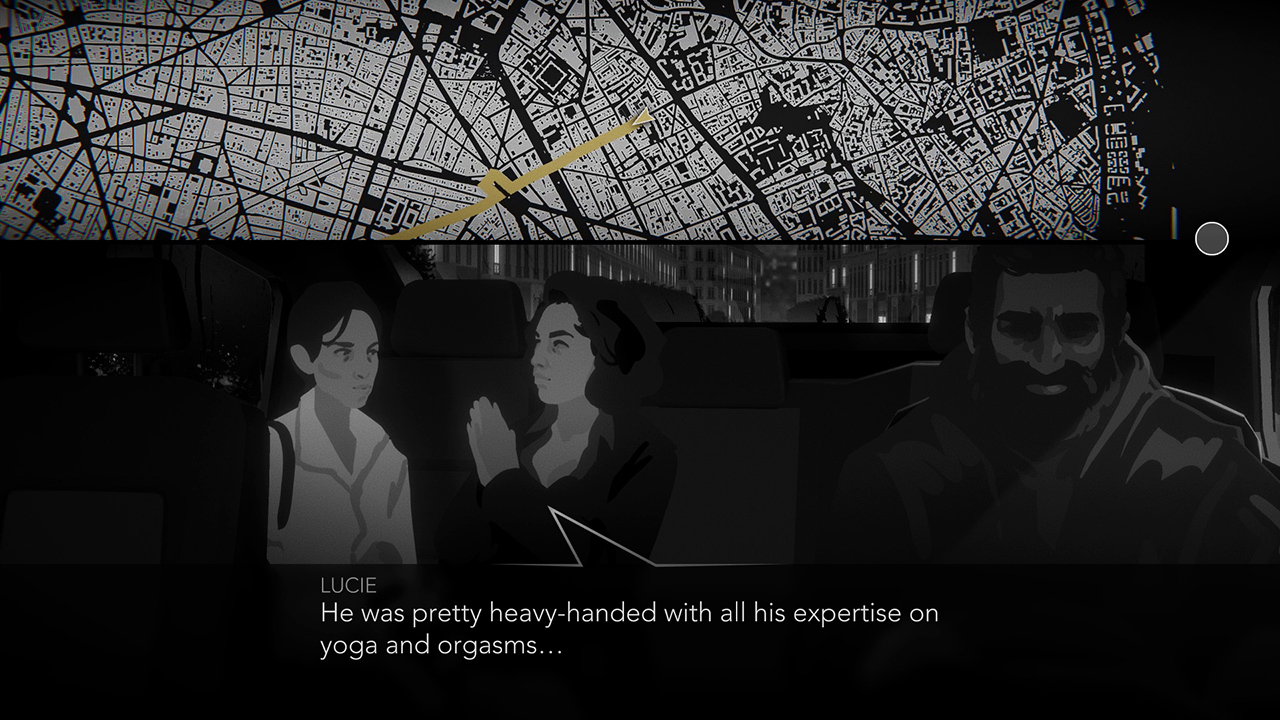 LUCIE
He was pretty heavy-handed with all his expertise on
yoga and orgasms…